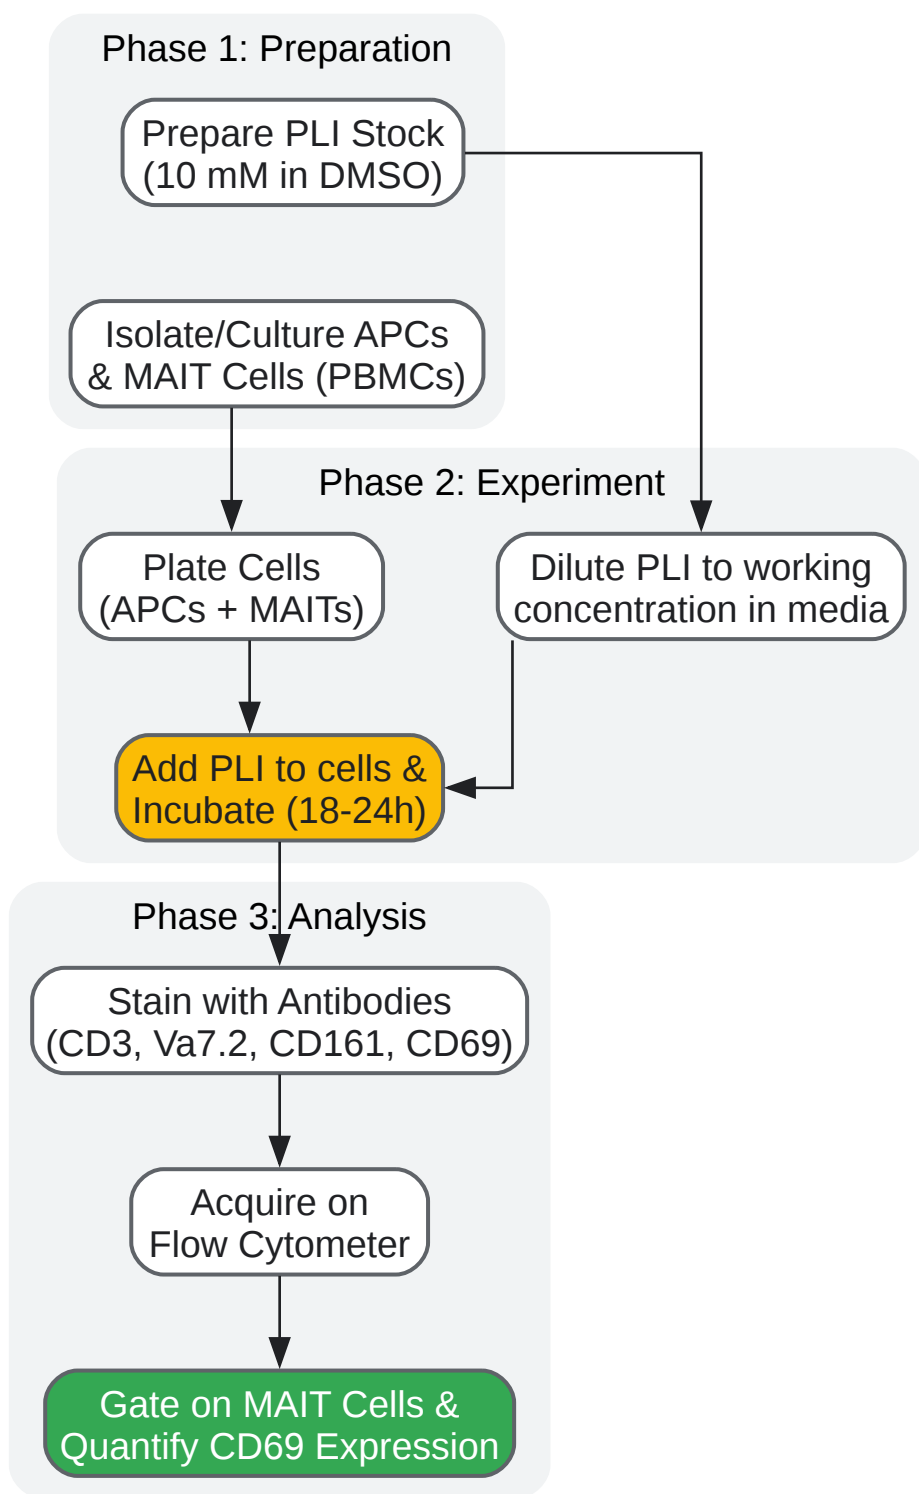 Phase 1: Preparation
Prepare PLI Stock
(10 mM in DMSO)
Isolate/Culture APCs
& MAIT Cells (PBMCs)
Phase 2: Experiment
Plate Cells
(APCs + MAITs)
Dilute PLI to working
concentration in media
Add PLI to cells &
Incubate (18-24h)
Phase 3: Analysis
Stain with Antibodies
(CD3, Va7.2, CD161, CD69)
Acquire on
Flow Cytometer
Gate on MAIT Cells &
Quantify CD69 Expression